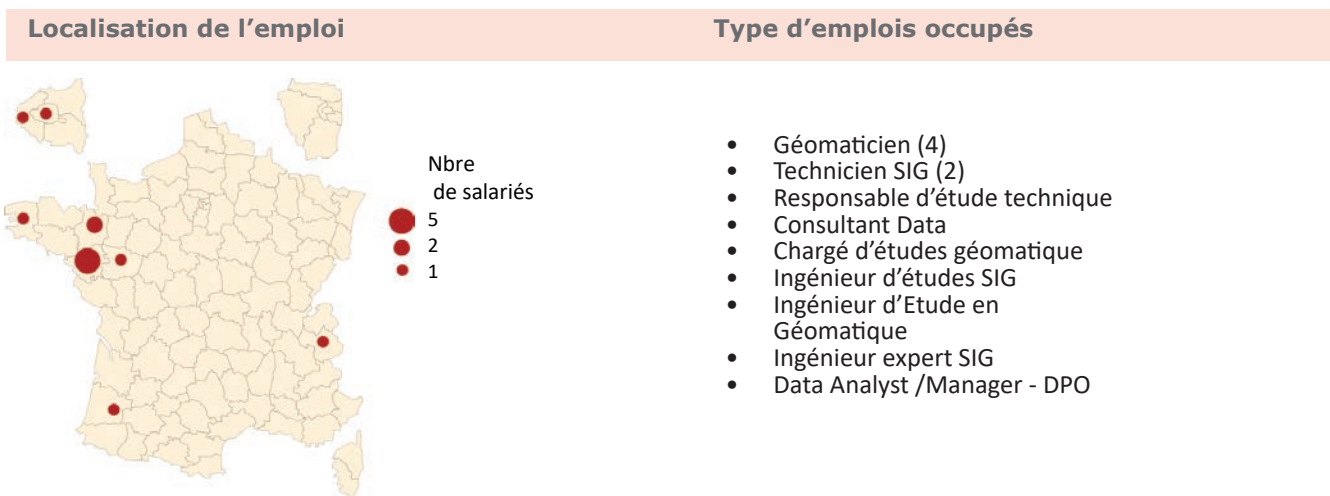 Localisation de l’emploi
Type d’emplois occupés
Nbre
de salariés
5
2
1
• Géomaticien (4)
• Technicien SIG (2)
• Responsable d’étude technique
• Consultant Data
• Chargé d’études géomatique
• Ingénieur d’études SIG
• Ingénieur d’Etude en
Géomatique
• Ingénieur expert SIG
• Data Analyst /Manager - DPO